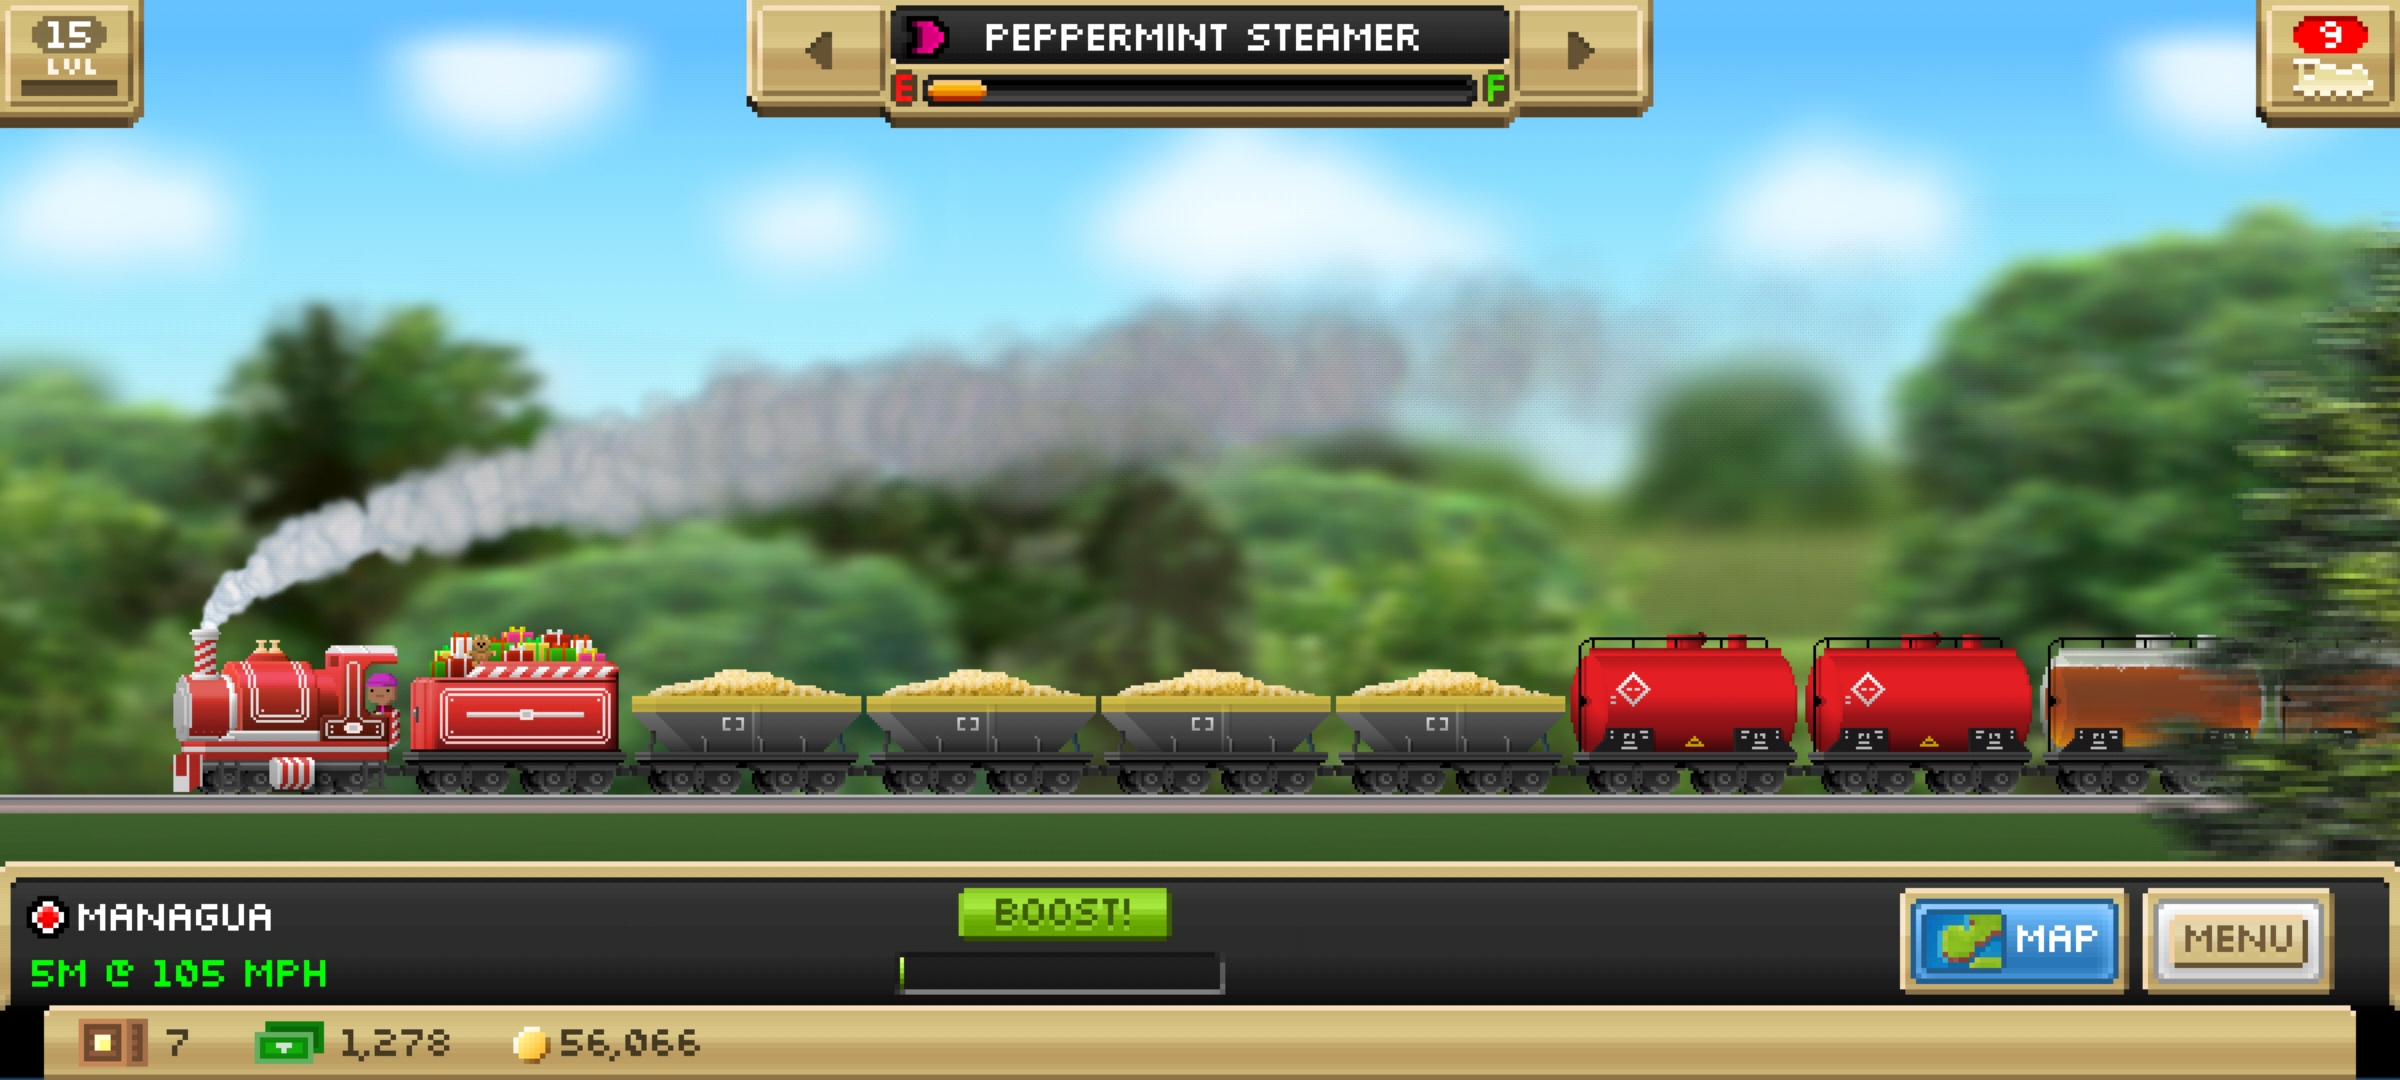 15
LVL
PEPPERMINT STEAMER
E F
9
MANAGUA
5M @ 105 MPH
BOOST!
MAP
MENU
7
1,278
56,066